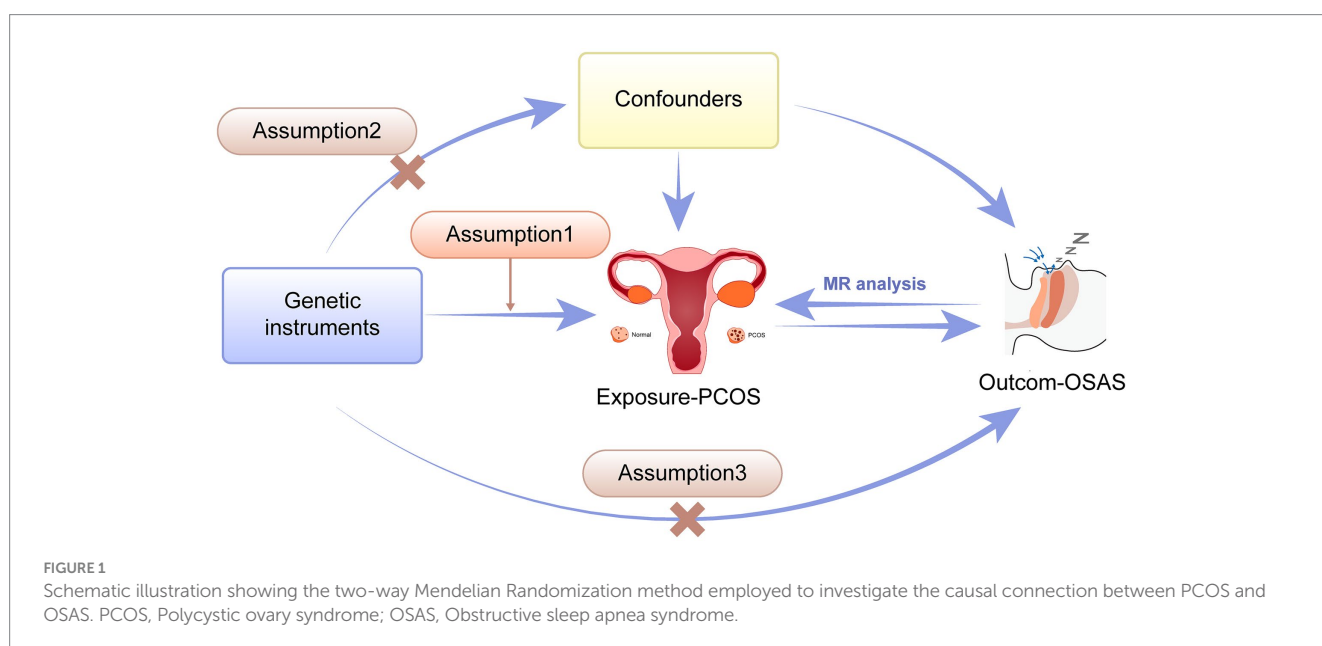 Confounders
Assumption2
Assumption1
Genetic
instruments
MR analysis
N
N
N
Normal
PCOS
Exposure-PCOS
Outcom-OSAS
Assumption3
FIGURE 1
Schematic illustration showing the two-way Mendelian Randomization method employed to investigate the causal connection between PCOS and
OSAS. PCOS, Polycystic ovary syndrome; OSAS, Obstructive sleep apnea syndrome.